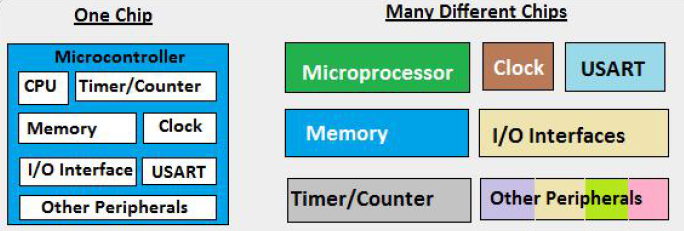 One Chip
Microcontroller
CPU
Timer/Counter
Memory
Clock
I/O Interface
USART
Other Peripherals
Many Different Chips
Microprocessor
Clock
USART
Memory
I/O Interfaces
Timer/Counter
Other Peripherals